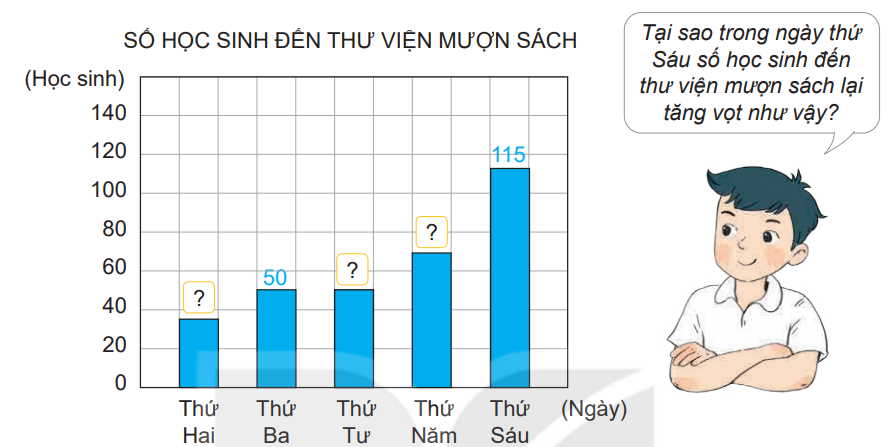 SỐ HỌC SINH ĐẾN THƯ VIỆN MƯỢN SÁCH
(Học sinh)
140
120
100
80
60
40
20
0
?
50
?
?
115
Thứ Hai
Thứ Ba
Thứ Tư
Thứ Năm
Thứ Sáu
(Ngày)
Tại sao trong ngày thứ
Sáu số học sinh đến
thư viện mượn sách lại
tăng vọt như vậy?